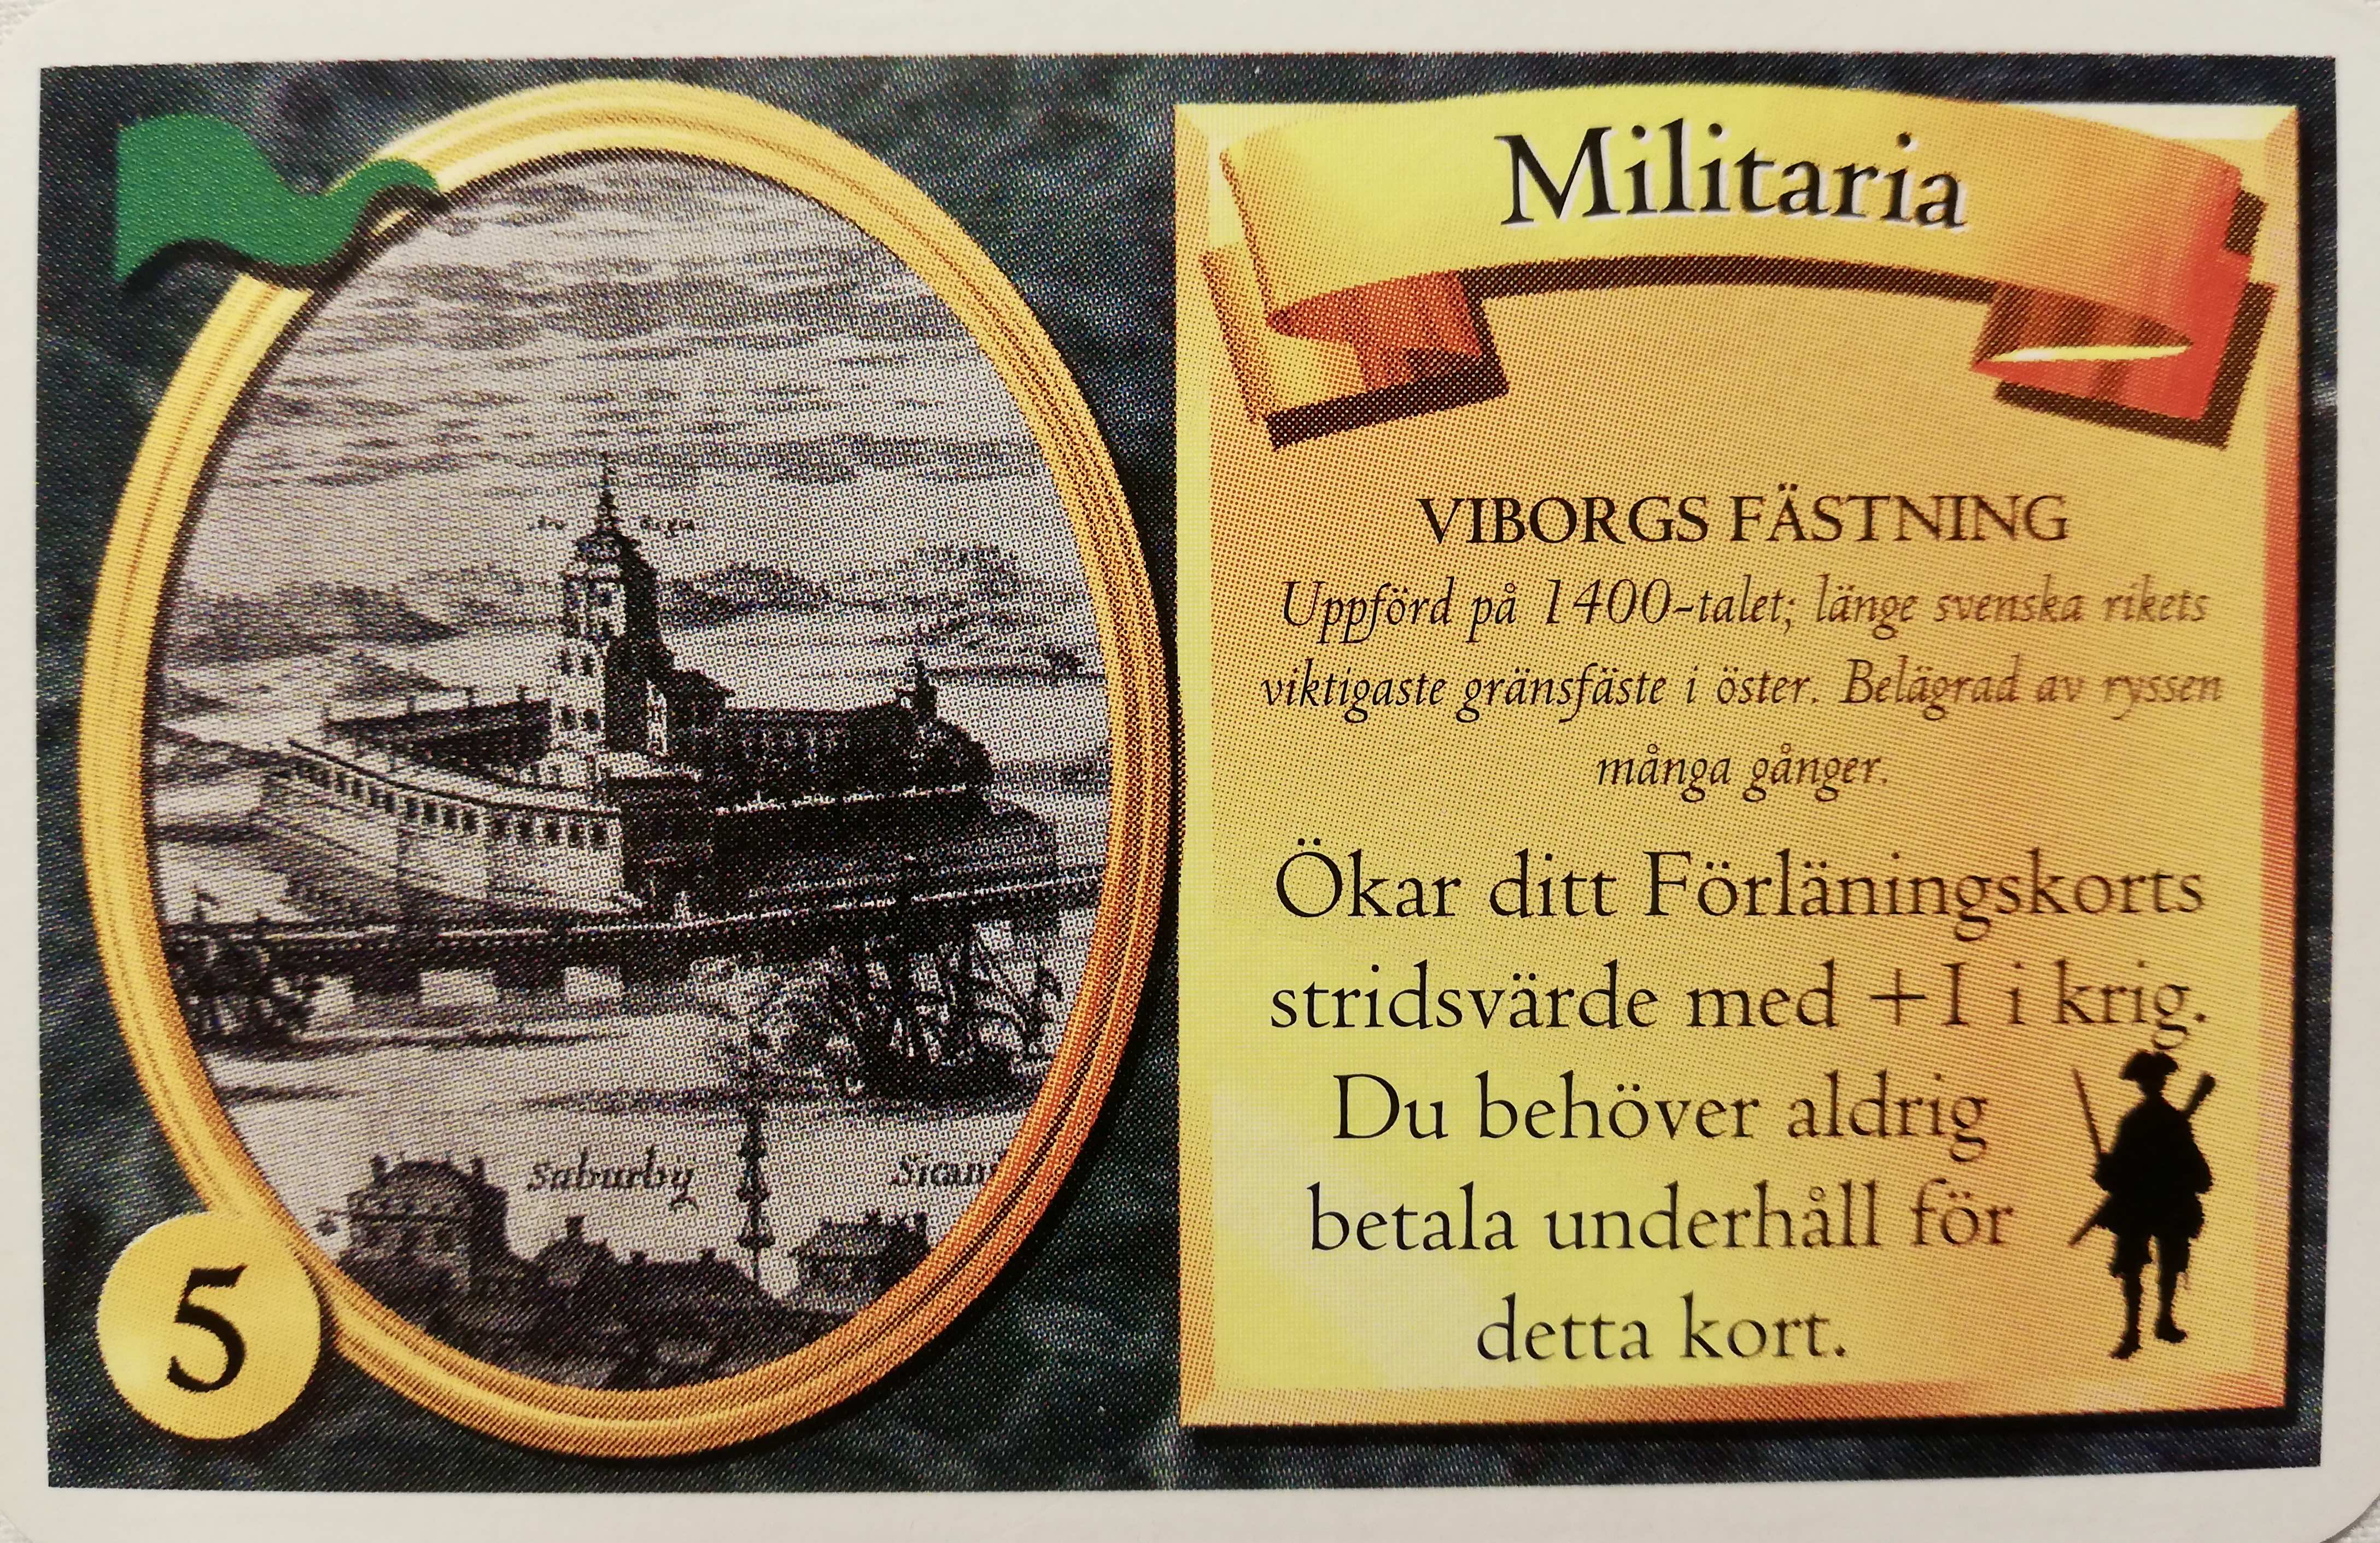 Militaria
VIBORGS FÄSTNING
Uppförd på 1400-talet; länge svenska rikets
viktigaste gränsfäste i öster. Belägrad av ryssen
många gånger.
Ökar ditt Förläningskorts
stridsvärde med +I i krig.
Du behöver aldrig
betala underhåll för
detta kort.
Saburby
5